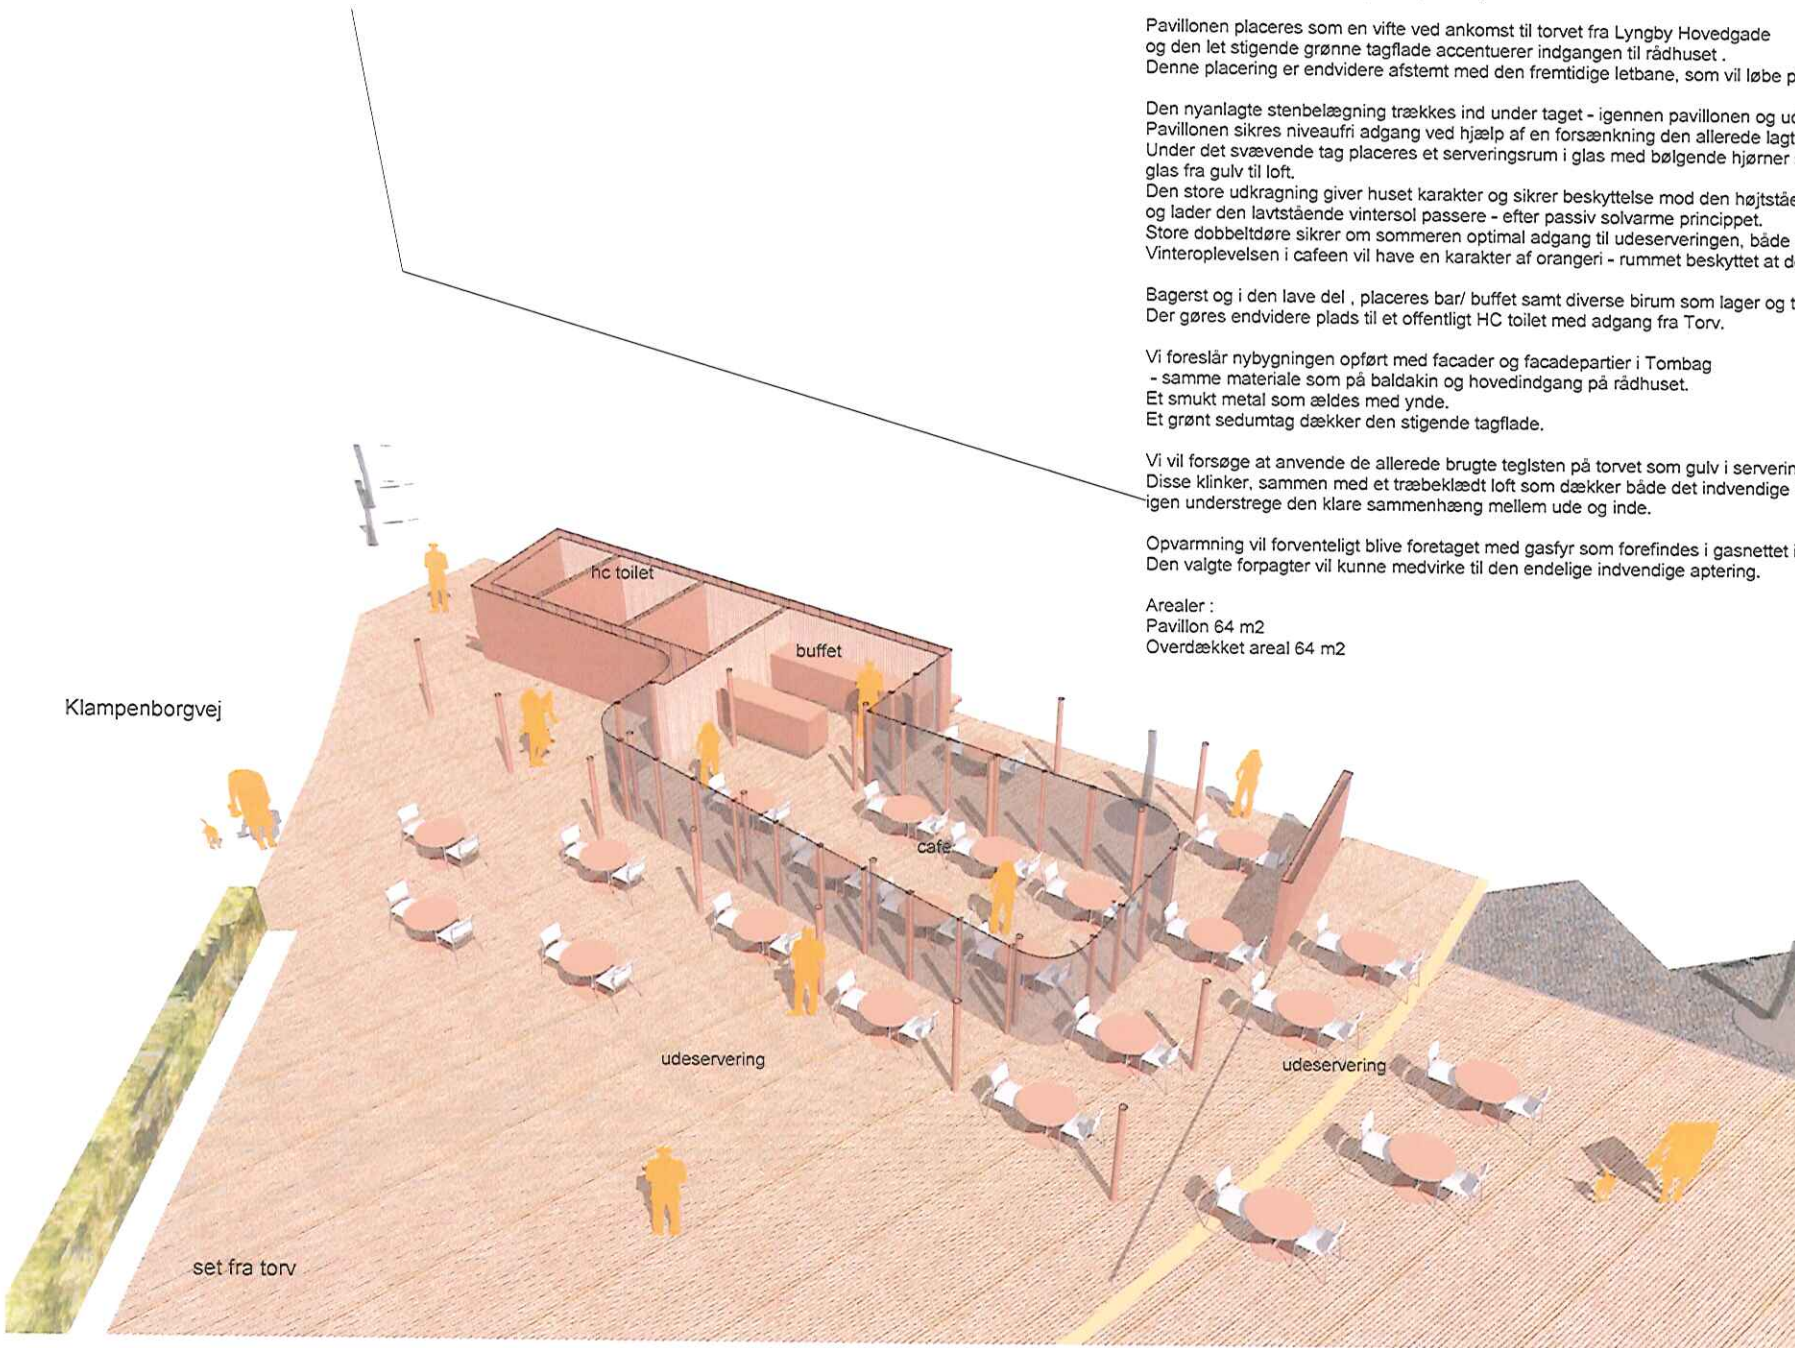 Pavillonen placeres som en vifte ved ankomst til torvet fra Lyngby Hovedgade
og den let stigende grønne tagflade accentuerer indgangen til rådhuset .
Denne placering er endvidere afstemt med den fremtidige letbane, som vil løbe p
Den nyanlagte stenbelægning trækkes ind under taget - igennen pavillonen og ud
Pavillonen sikres niveaufri adgang ved hjælp af en forsænkning den allerede lagt
Under det svævende tag placeres et serveringsrum i glas med bølgende hjørner
glas fra gulv til loft.
Den store udkragning giver huset karakter og sikrer beskyttelse mod den højtståe
og lader den lavtstående vintersol passere - efter passiv solvarme princippet.
Store dobbeltdøre sikrer om sommeren optimal adgang til udeserveringen, både
Vinteroplevelsen i cafeen vil have en karakter af orangeri - rummet beskyttet at d
Bagerst og i den lave del , placeres bar/ buffet samt diverse birum som lager og t
Der gøres endvidere plads til et offentligt HC toilet med adgang fra Torv.
Vi foreslår nybygningen opført med facader og facadepartier i Tombag
- samme materiale som på baldakin og hovedindgang på rådhuset.
Et smukt metal som ældes med ynde.
Et grønt sedumtag dækker den stigende tagflade.
Vi vil forsøge at anvende de allerede brugte teglsten på torvet som gulv i serverin
Disse klinker, sammen med et træbeklædt loft som dækker både det indvendige
igen understrege den klare sammenhæng mellem ude og inde.
Opvarmning vil forventeligt blive foretaget med gasfyr som forefindes i gasnettet i
Den valgte forpagter vil kunne medvirke til den endelige indvendige aptering.
Arealer :
Pavillon 64 m2
Overdækket areal 64 m2
hc toilet
buffet
Klampenborgvej
cafe
udeservering
udeservering
set fra torv